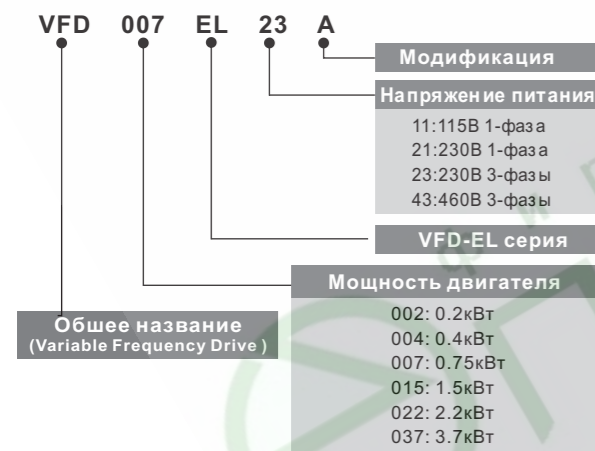 VFD 007 EL 23 A
Модификация
Напряжение питания
11:115В 1-фаза
21:230В 1-фаза
23:230В 3-фазы
43:460В 3-фазы
VFD-EL серия
Мощность двигателя
002: 0.2кВт
004: 0.4кВт
007: 0.75кВт
015: 1.5кВт
022: 2.2кВт
037: 3.7кВт
Обшее название
(Variable Frequency Drive )